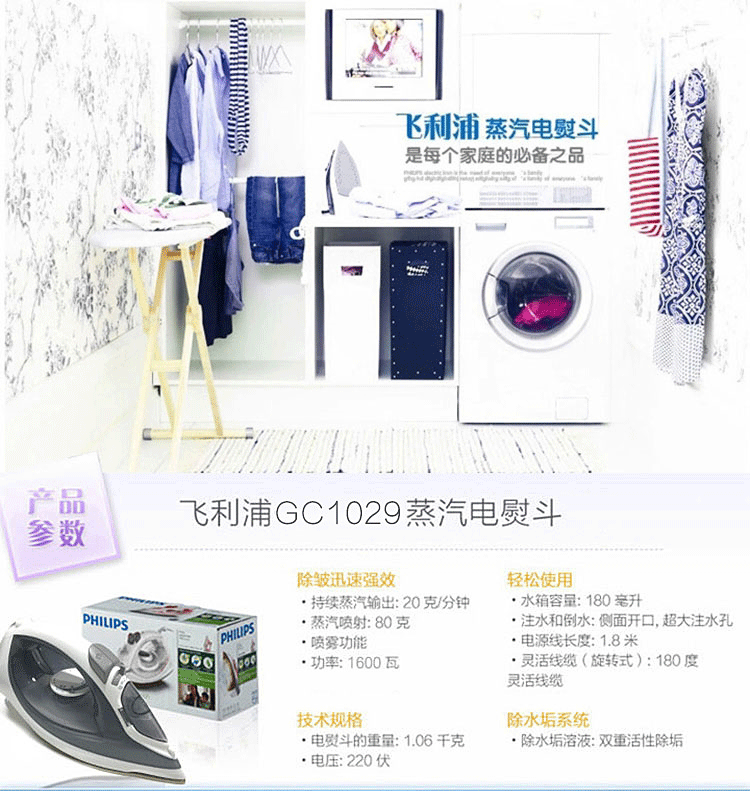 飞利浦 蒸汽电熨斗
是每个家庭的必备之品
产品
参数
飞利浦GC1029蒸汽电熨斗
PHILIPS
PHILIPS
除皱迅速强效
・持续蒸汽输出: 20 克/分钟
・蒸汽喷射: 80 克
・喷雾功能
・功率: 1600 瓦
轻松使用
・水箱容量: 180 毫升
・注水和倒水: 侧面开口, 超大注水孔
・电源线长度: 1.8 米
・灵活线缆（旋转式）: 180 度
灵活线缆
技术规格
・电熨斗的重量: 1.06 千克
・电压: 220 伏
除水垢系统
・除水垢溶液: 双重活性除垢